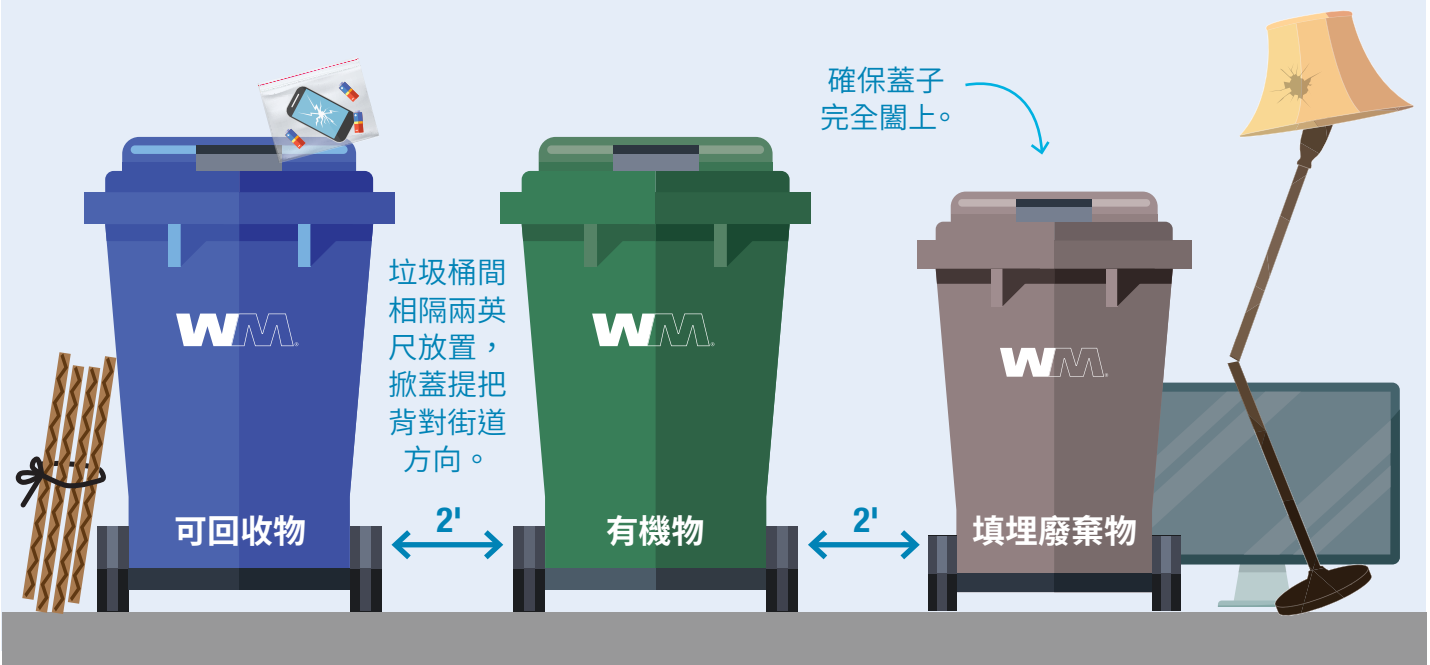 確保蓋子
完全闔上。
垃圾桶間
相隔兩英
尺放置，
掀蓋提把
背對街道
方向。
WM
WM
WM
2'
2'
可回收物
有機物
填埋廢棄物